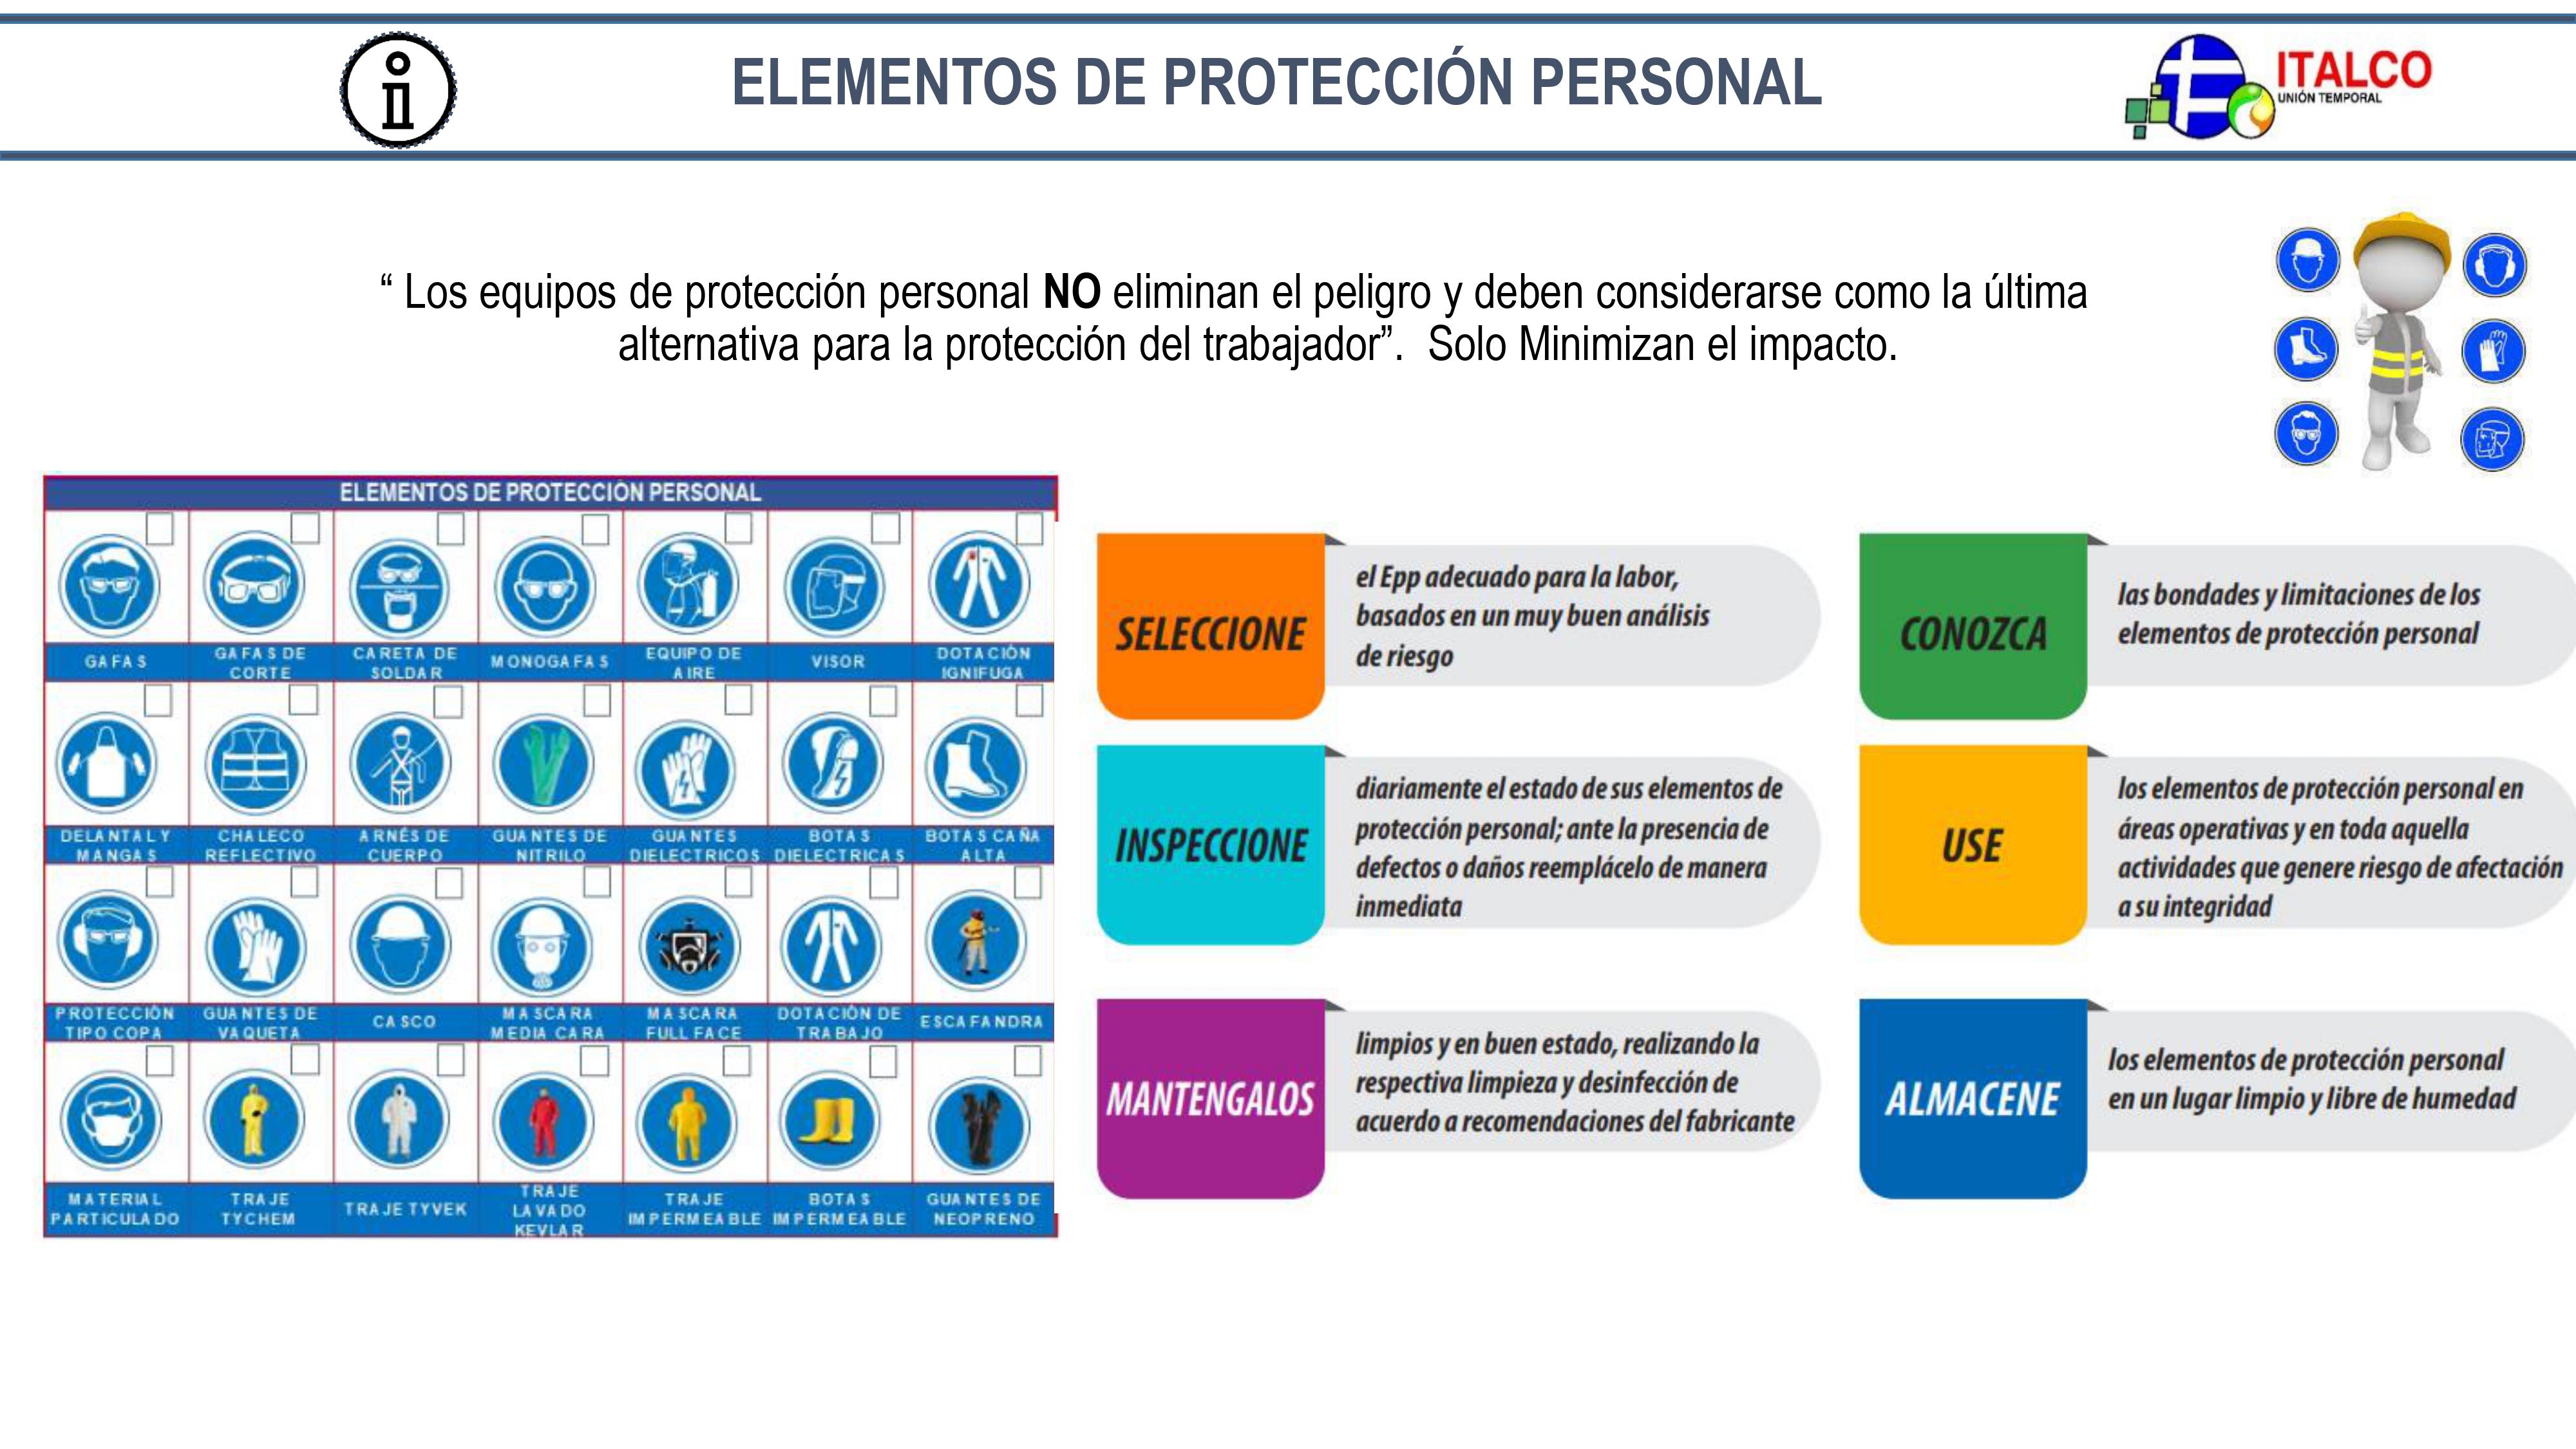 ELEMENTOS DE PROTECCIÓN PERSONAL
ITALCO
UNIÓN TEMPORAL
“ Los equipos de protección personal NO eliminan el peligro y deben considerarse como la última
alternativa para la protección del trabajador”. Solo Minimizan el impacto.
ELEMENTOS DE PROTECCIÓN PERSONAL
GAFAS
GAFAS DE
CORTE
CARETA DE
SOLDAR
MONOGAFAS
EQUIPO DE
AIRE
VISOR
DOTACIÓN
IGNIFUGA
DELANTAL Y
MANGAS
CHALECO
REFLECTIVO
ARNÉS DE
CUERPO
GUANTES DE
NITRILO
GUANTES
DIELECTRICOS
BOTAS
DIELECTRICAS
BOTAS CAÑA
ALTA
PROTECCIÓN
TIPO COPA
GUANTES DE
VAQUETA
CASCO
MASCARA
MEDIA CARA
MASCARA
FULL FACE
DOTACIÓN DE
TRABAJO
ESCAFANDRA
MATERIAL
PARTICULADO
TRAJE
TYCHEM
TRAJE TYVEK
TRAJE
LAVADO
KEVLAR
TRAJE
IMPERMEABLE
BOTAS
IMPERMEABLE
GUANTES DE
NEOPRENO
SELECCIONE
el Epp adecuado para la labor,
basados en un muy buen análisis
de riesgo
CONOZCA
las bondades y limitaciones de los
elementos de protección personal
INSPECCIONE
diariamente el estado de sus elementos de
protección personal; ante la presencia de
defectos o daños reemplácelo de manera
inmediata
USE
los elementos de protección personal en
áreas operativas y en toda aquella
actividades que genere riesgo de afectación
a su integridad
MANTENGALOS
limpios y en buen estado, realizando la
respectiva limpieza y desinfección de
acuerdo a recomendaciones del fabricante
ALMACENE
los elementos de protección personal
en un lugar limpio y libre de humedad